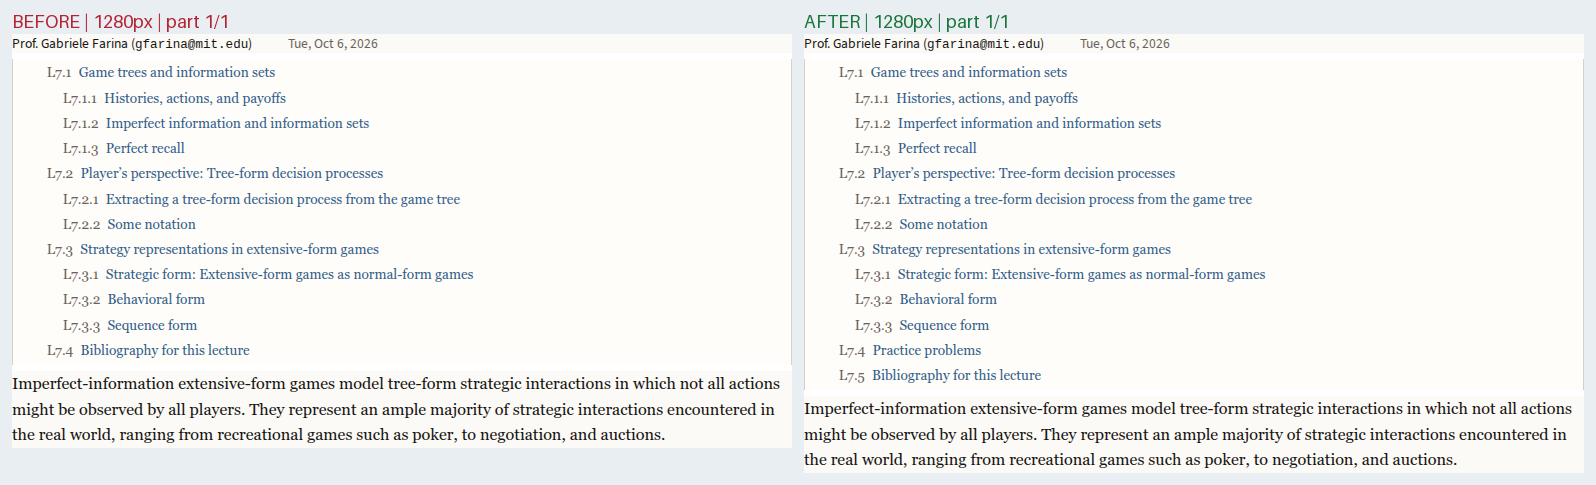 BEFORE | 1280px | part 1/1
Prof. Gabriele Farina (gfarina@mit.edu) Tue, Oct 6, 2026
L7.1 Game trees and information sets
L7.1.1 Histories, actions, and payoffs
L7.1.2 Imperfect information and information sets
L7.1.3 Perfect recall
L7.2 Player’s perspective: Tree-form decision processes
L7.2.1 Extracting a tree-form decision process from the game tree
L7.2.2 Some notation
L7.3 Strategy representations in extensive-form games
L7.3.1 Strategic form: Extensive-form games as normal-form games
L7.3.2 Behavioral form
L7.3.3 Sequence form
L7.4 Bibliography for this lecture
Imperfect-information extensive-form games model tree-form strategic interactions in which not all actions
might be observed by all players. They represent an ample majority of strategic interactions encountered in
the real world, ranging from recreational games such as poker, to negotiation, and auctions.
AFTER | 1280px | part 1/1
Prof. Gabriele Farina (gfarina@mit.edu) Tue, Oct 6, 2026
L7.1 Game trees and information sets
L7.1.1 Histories, actions, and payoffs
L7.1.2 Imperfect information and information sets
L7.1.3 Perfect recall
L7.2 Player’s perspective: Tree-form decision processes
L7.2.1 Extracting a tree-form decision process from the game tree
L7.2.2 Some notation
L7.3 Strategy representations in extensive-form games
L7.3.1 Strategic form: Extensive-form games as normal-form games
L7.3.2 Behavioral form
L7.3.3 Sequence form
L7.4 Practice problems
L7.5 Bibliography for this lecture
Imperfect-information extensive-form games model tree-form strategic interactions in which not all actions
might be observed by all players. They represent an ample majority of strategic interactions encountered in
the real world, ranging from recreational games such as poker, to negotiation, and auctions.